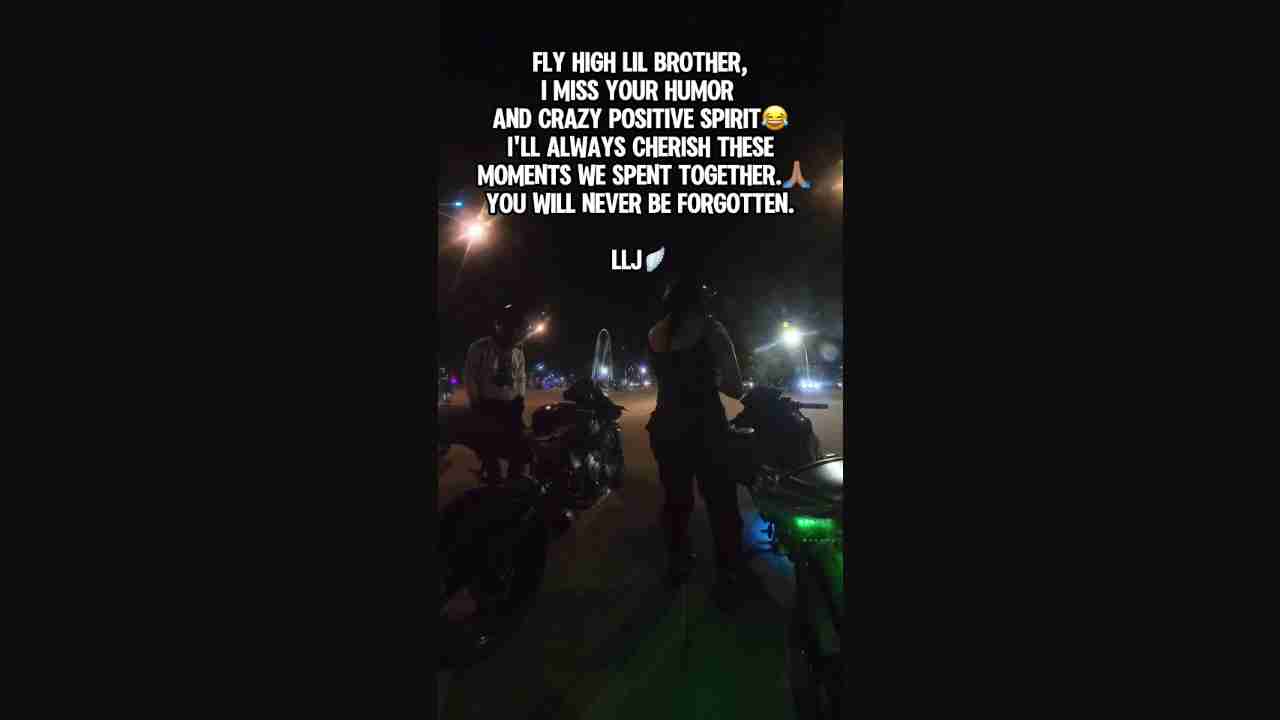 FLY HIGH LIL BROTHER,
I MISS YOUR HUMOR
AND CRAZY POSITIVE SPIRIT😂
I'LL ALWAYS CHERISH THESE
MOMENTS WE SPENT TOGETHER.🙏🏽
YOU WILL NEVER BE FORGOTTEN.
LLJ🪽